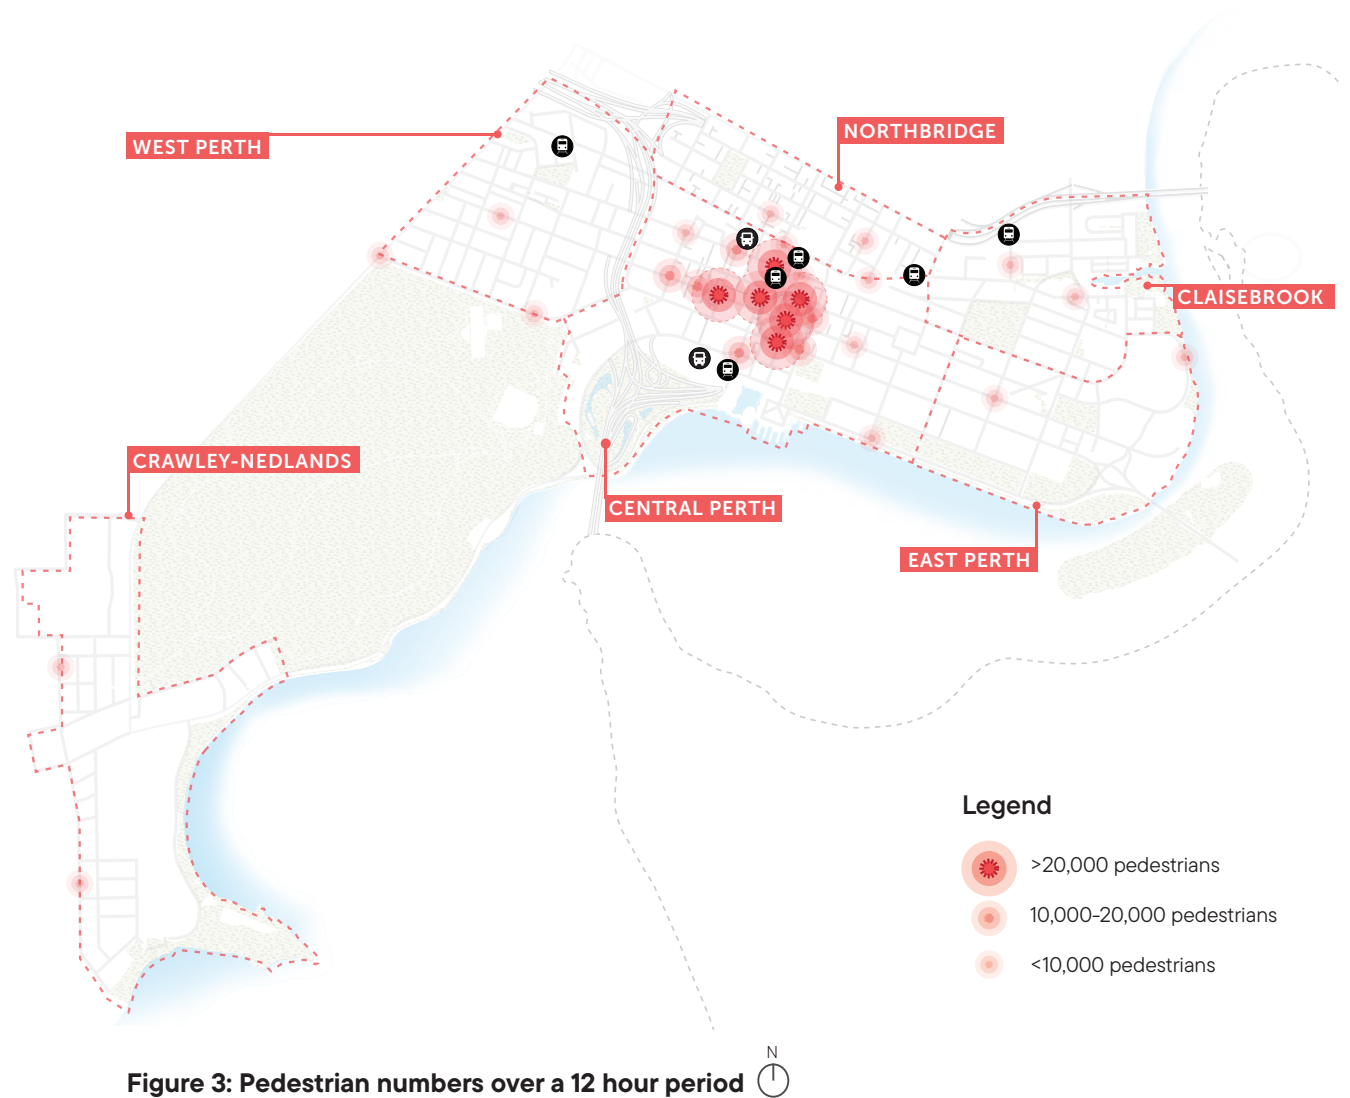 WEST PERTH
NORTHBRIDGE
CLAISEBROOK
CRAWLEY-NEDLANDS
CENTRAL PERTH
EAST PERTH
Legend
>20,000 pedestrians
10,000-20,000 pedestrians
<10,000 pedestrians
N
Figure 3: Pedestrian numbers over a 12 hour period